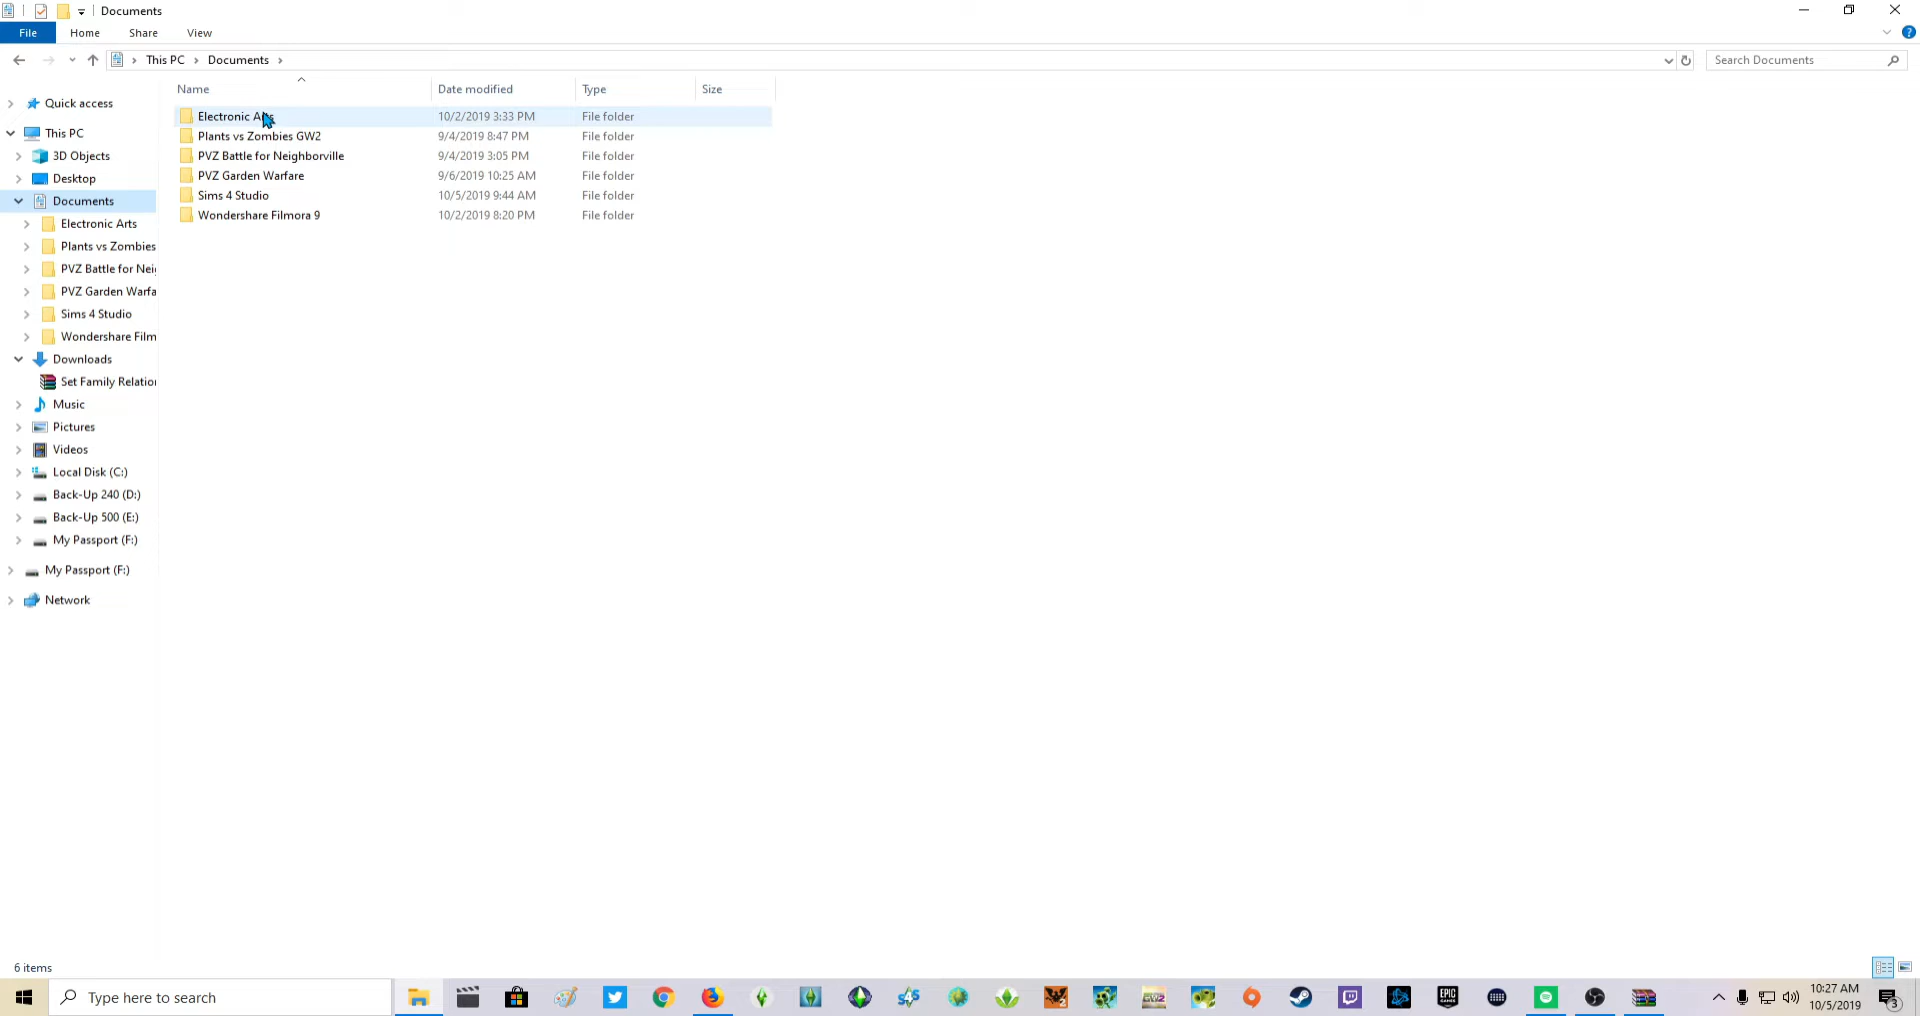 Documents
File Home Share View
This PC Documents
Search Documents
Name Date modified Type Size
Quick access
This PC
3D Objects
Desktop
Documents
Electronic Arts
Plants vs Zombies
PVZ Battle for Nei
PVZ Garden Warfa
Sims 4 Studio
Wondershare Film
Downloads
Set Family Relation
Music
Pictures
Videos
Local Disk (C:)
Back-Up 240 (D:)
Back-Up 500 (E:)
My Passport (F:)
My Passport (F:)
Network
Electronic Arts 10/2/2019 3:33 PM File folder
Plants vs Zombies GW2 9/4/2019 8:47 PM File folder
PVZ Battle for Neighborville 9/4/2019 3:05 PM File folder
PVZ Garden Warfare 9/6/2019 10:25 AM File folder
Sims 4 Studio 10/5/2019 9:44 AM File folder
Wondershare Filmora 9 10/2/2019 8:20 PM File folder
6 items
Type here to search
S4S
GW2
EPIC GAMES
10:27 AM
10/5/2019
3